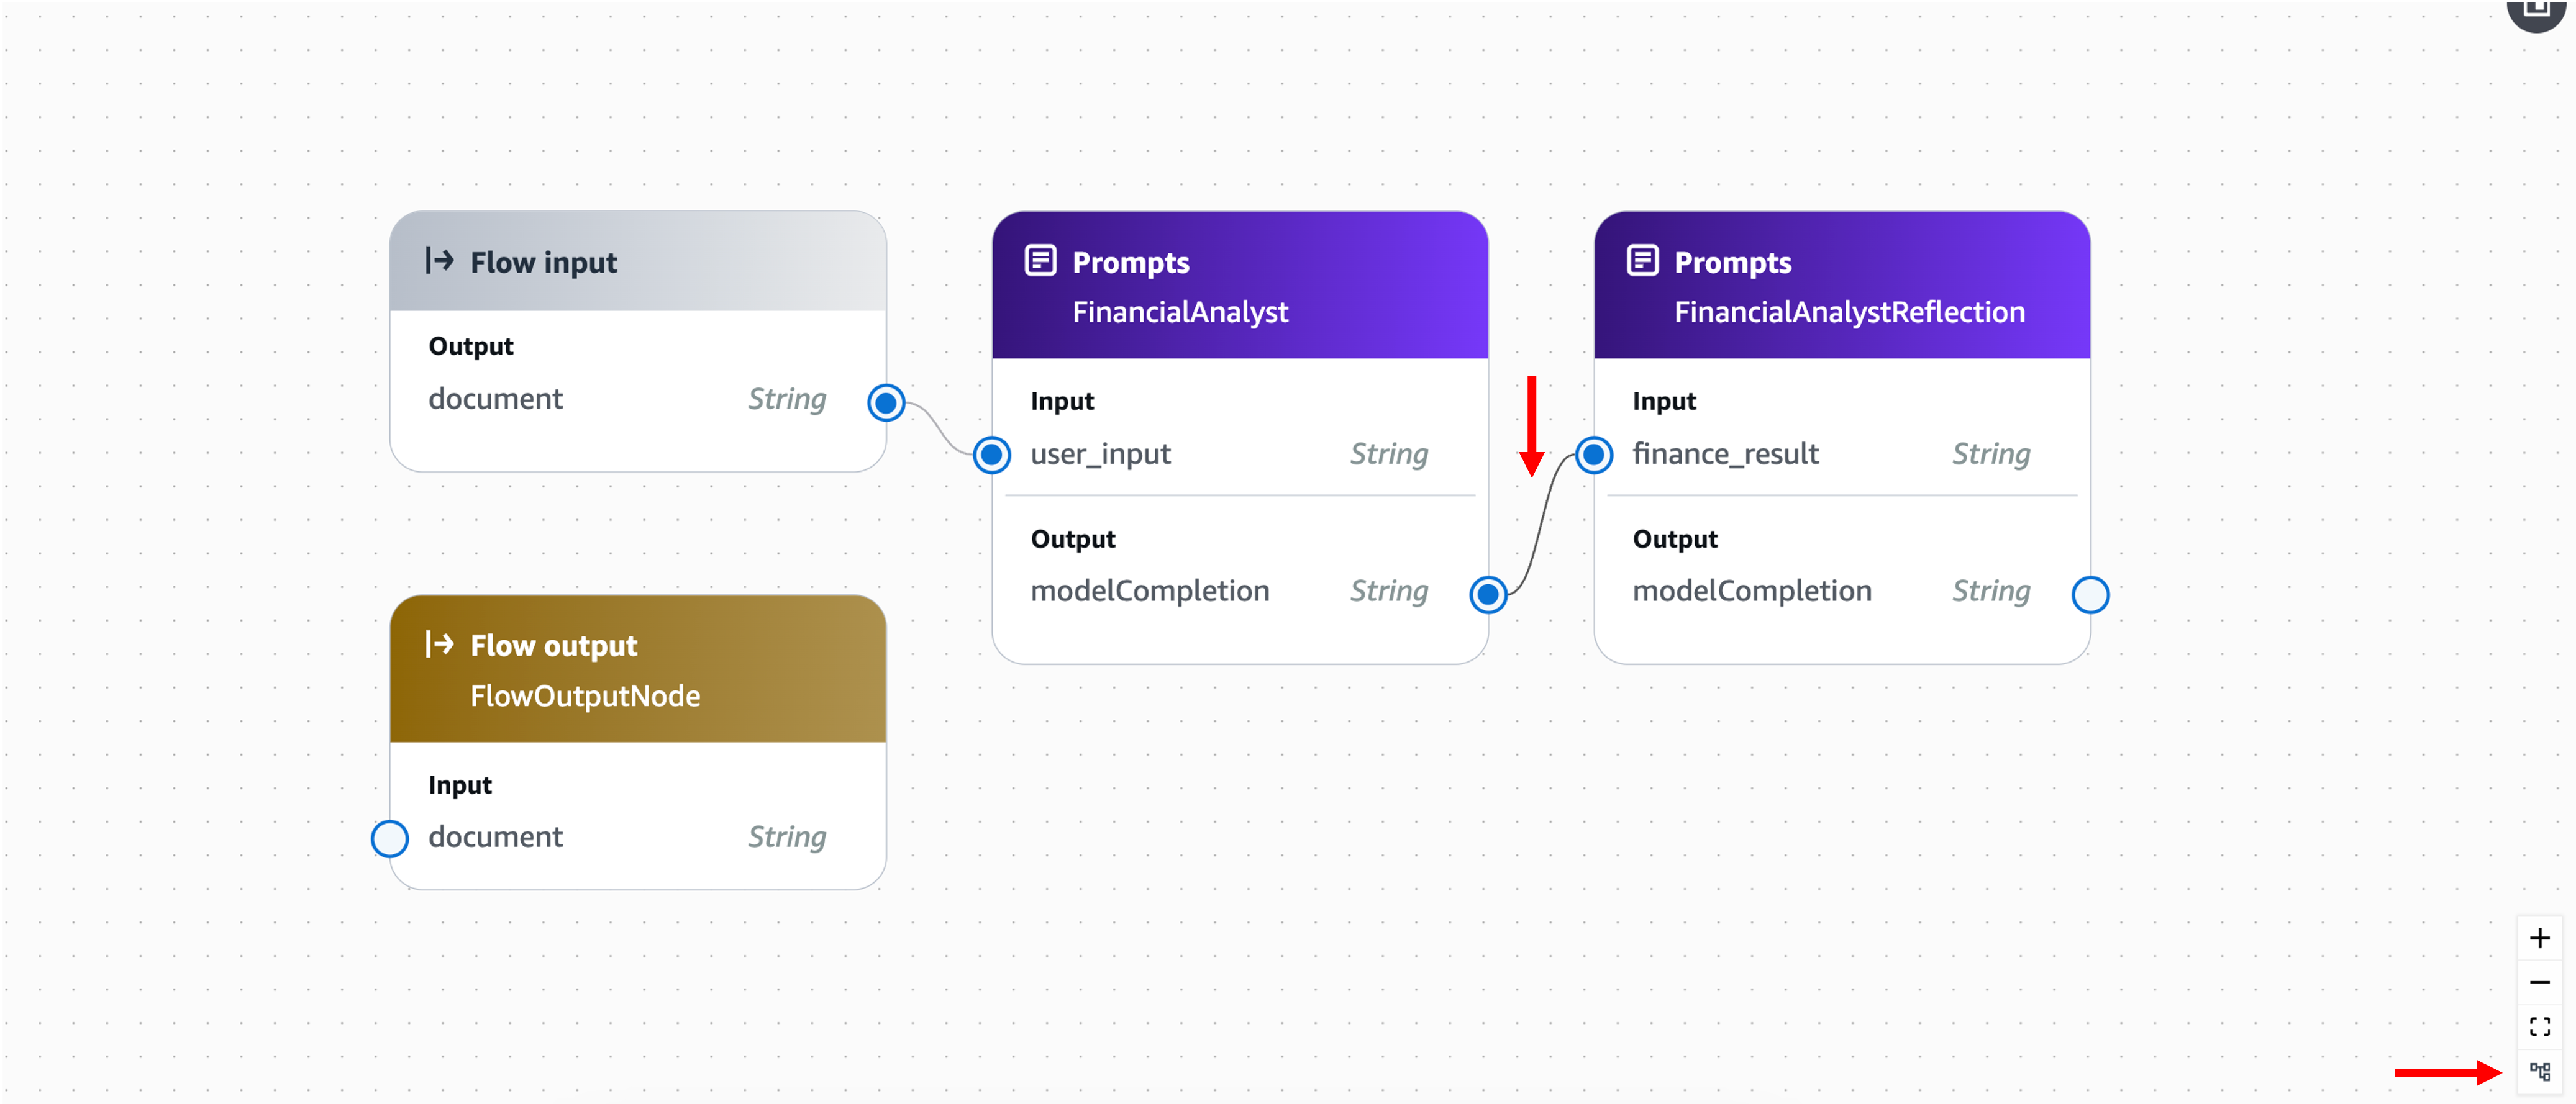 Flow input
Output
document String
Flow output
FlowOutputNode
Input
document String
Prompts
FinancialAnalyst
Input
user_input String
Output
modelCompletion String
Prompts
FinancialAnalystReflection
Input
finance_result String
Output
modelCompletion String